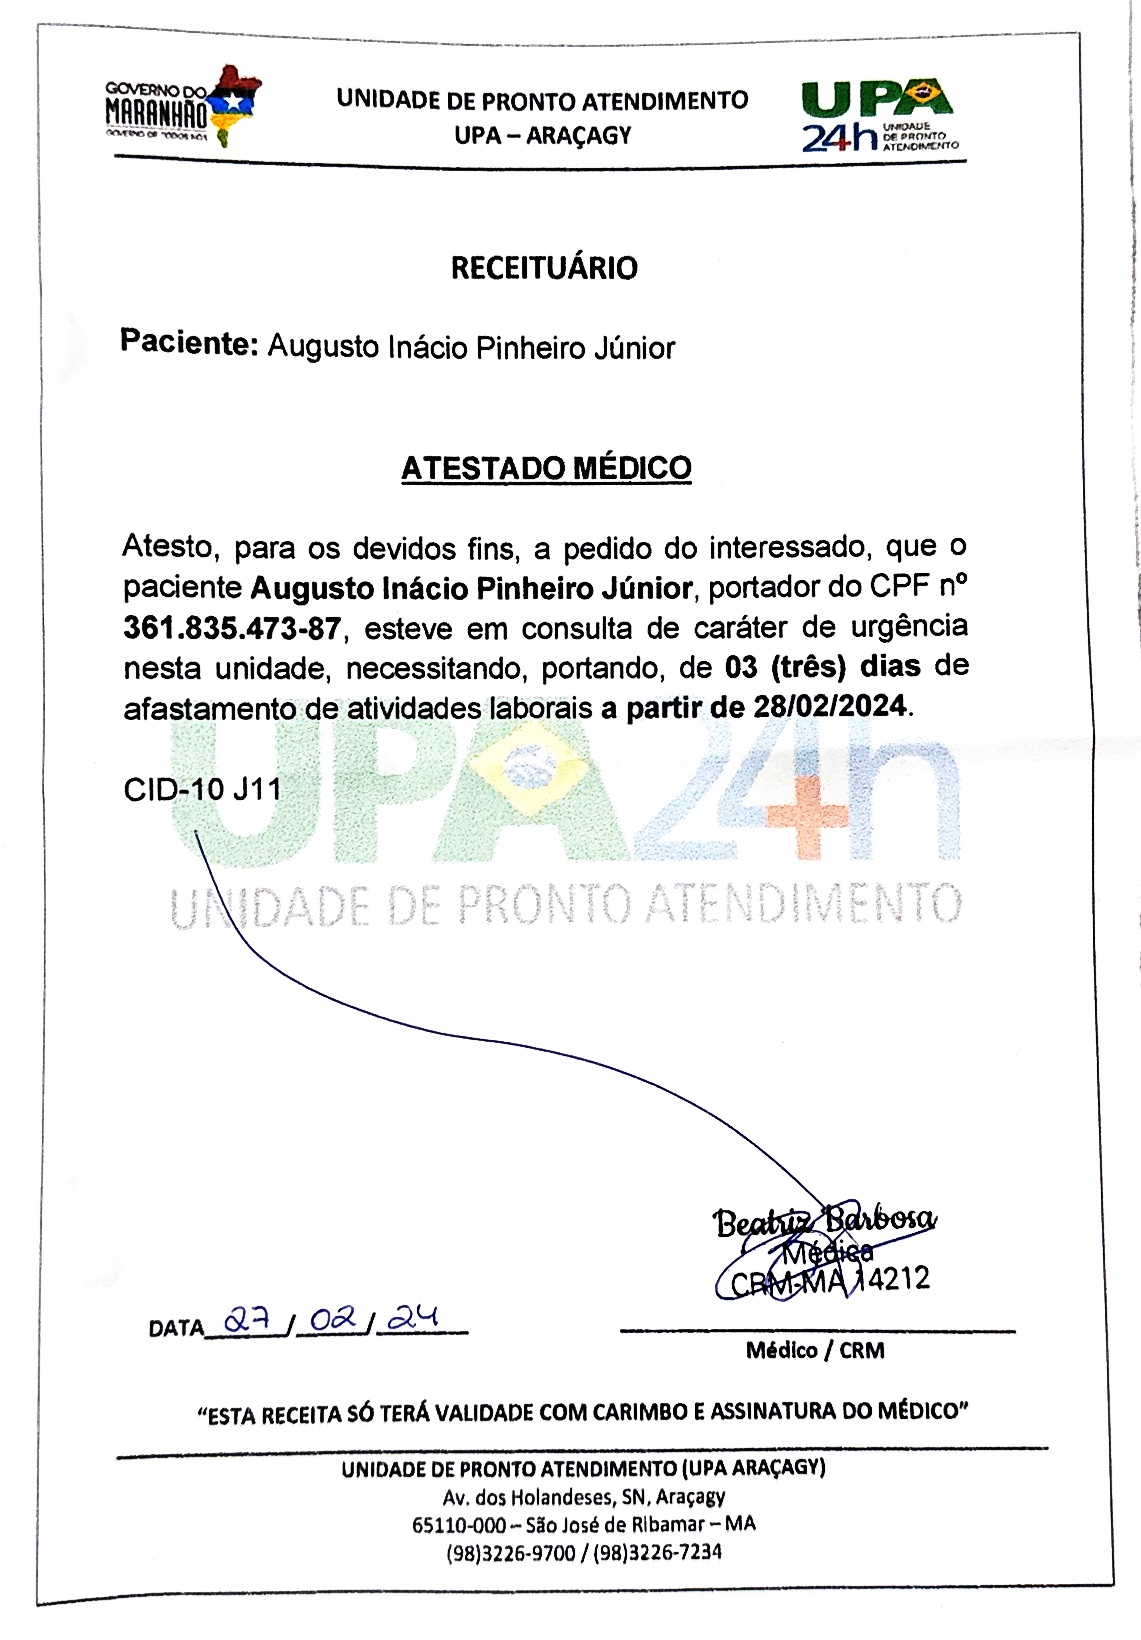 GOVERNO DO
MARANHÃO
GOVERNO DE TODOS NÓS
UNIDADE DE PRONTO ATENDIMENTO
UPA – ARAÇAGY
UPA
24h UNIDADE
DE PRONTO
ATENDIMENTO
RECEITUÁRIO
Paciente: Augusto Inácio Pinheiro Júnior
ATESTADO MÉDICO
Atesto, para os devidos fins, a pedido do interessado, que o
paciente Augusto Inácio Pinheiro Júnior, portador do CPF nº
361.835.473-87, esteve em consulta de caráter de urgência
nesta unidade, necessitando, portando, de 03 (três) dias de
afastamento de atividades laborais a partir de 28/02/2024.
CID-10 J11
UPA24h
UNIDADE DE PRONTO ATENDIMENTO
Beatriz Barbosa
Médica
CRM-MA 14212
DATA 27 / 02 / 24
Médico / CRM
“ESTA RECEITA SÓ TERÁ VALIDADE COM CARIMBO E ASSINATURA DO MÉDICO”
UNIDADE DE PRONTO ATENDIMENTO (UPA ARAÇAGY)
Av. dos Holandeses, SN, Araçagy
65110-000 – São José de Ribamar – MA
(98)3226-9700 / (98)3226-7234